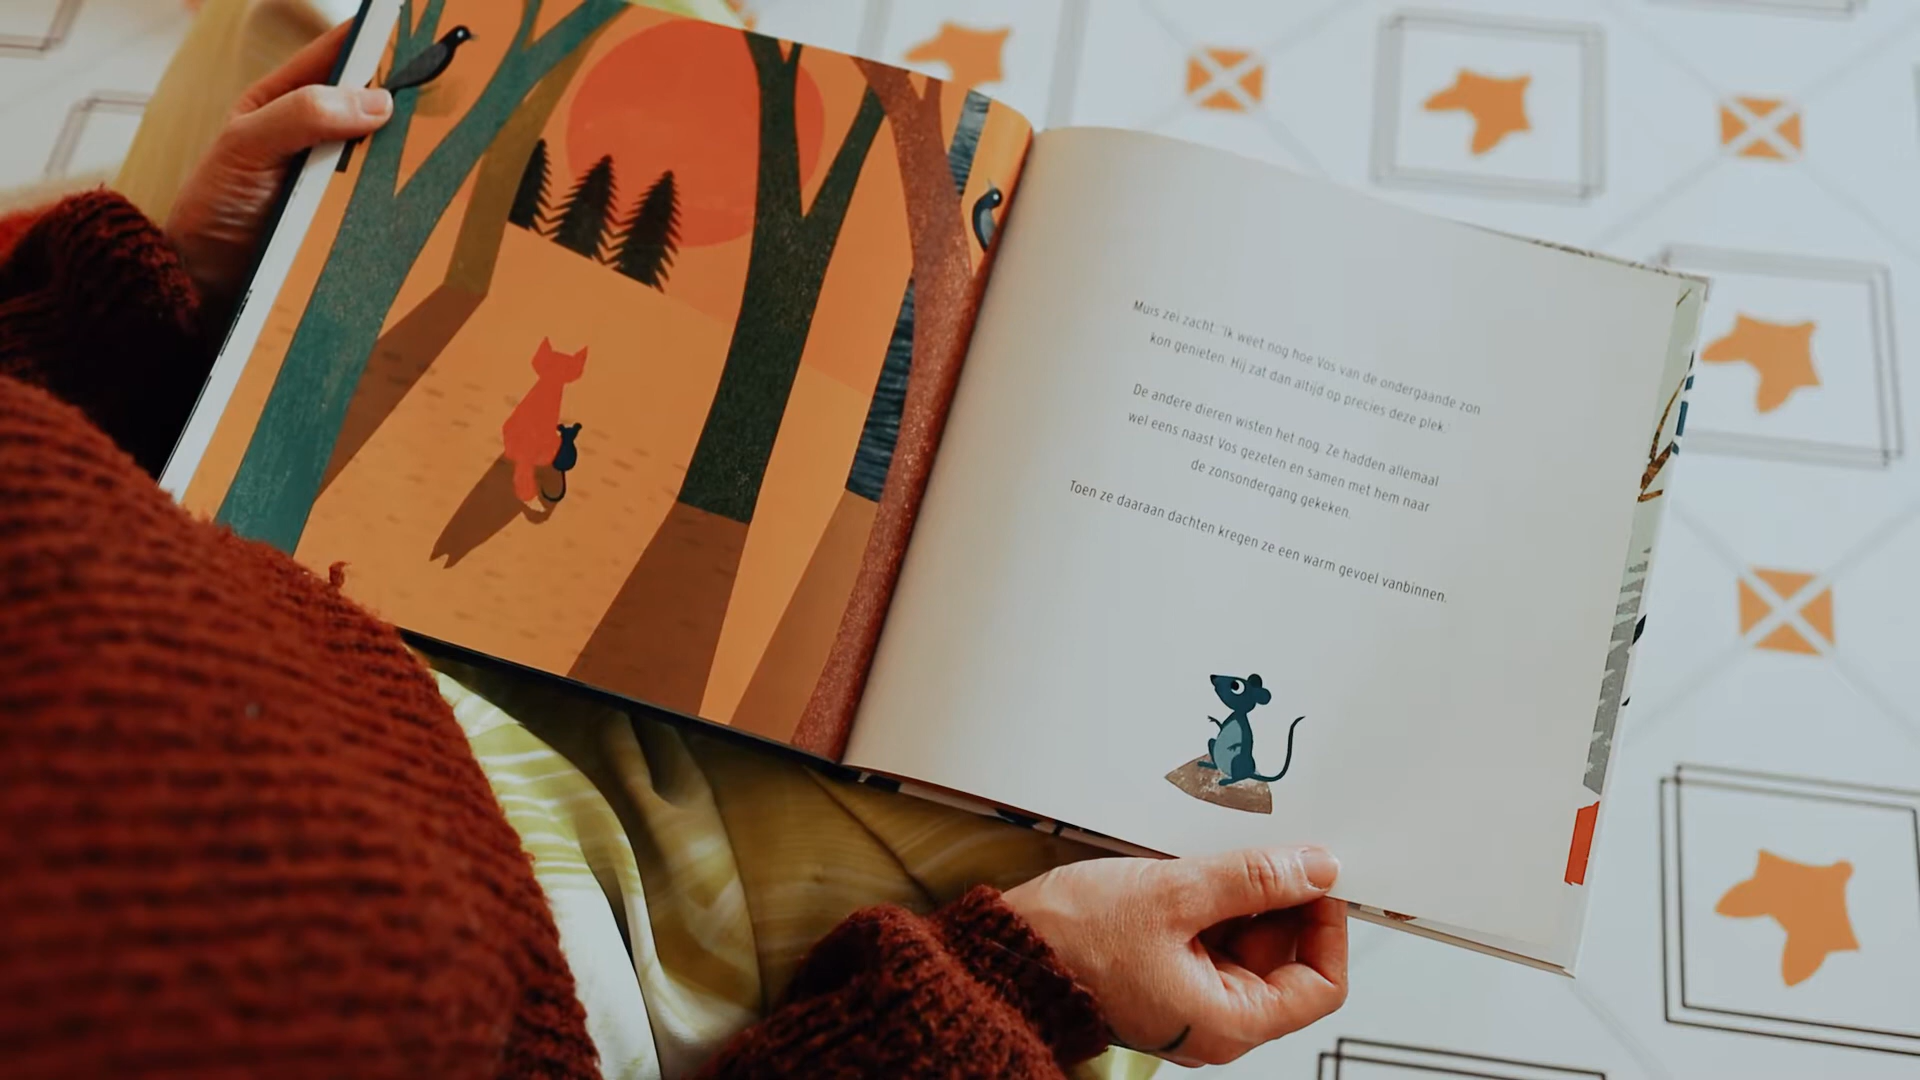 Muis zei zacht: 'Ik weet nog hoe Vos van de ondergaande zon
kon genieten. Hij zat dan altijd op precies deze plek.'
De andere dieren wisten het nog. Ze hadden allemaal
wel eens naast Vos gezeten en samen met hem naar
de zonsondergang gekeken.
Toen ze daaraan dachten kregen ze een warm gevoel vanbinnen.